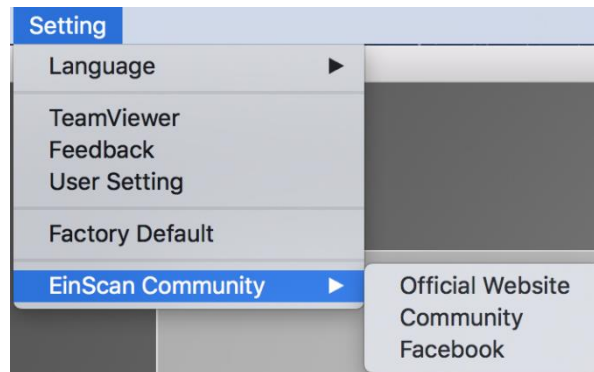 Setting
Language
TeamViewer
Feedback
User Setting
Factory Default
EinScan Community
Official Website
Community
Facebook